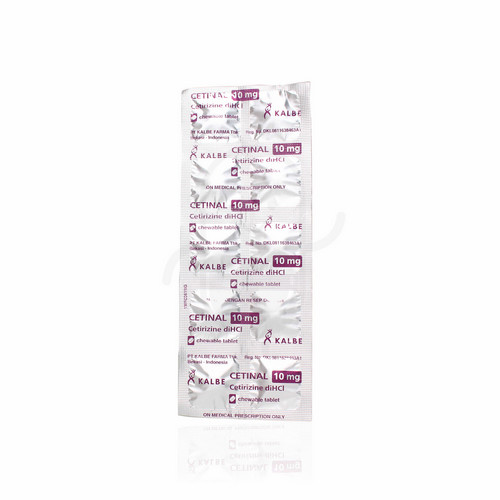 CETINAL 10 mg
Cetirizine diHCl
chewable tablet
KALBE
PT KALBE FARMA Tbk
Bekasi - Indonesia
KALBE
CETINAL 10 mg
Cetirizine diHCl
chewable tablet
ON MEDICAL PRESCRIPTION ONLY
CETINAL 10 mg
Cetirizine diHCl
chewable tablet
KALBE
PT KALBE FARMA
KALBE
CETINAL 10 mg
Cetirizine diHCl
chewable tablet
DENGAN RESEP
CETINAL 10 mg
Cetirizine diHCl
chewable tablet
KALBE
PT KALBE FARMA Tbk
Bekasi - Indonesia
KALBE
CETINAL 10 mg
Cetirizine diHCl
chewable tablet
ON MEDICAL PRESCRIPTION ONLY